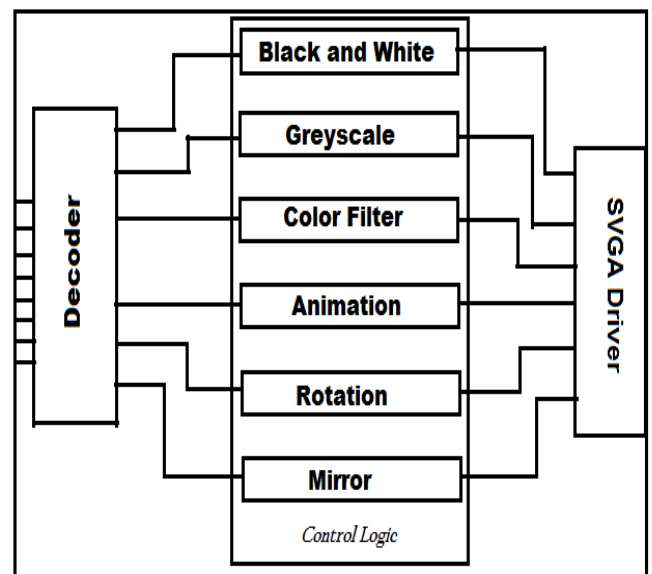 Black and White
Greyscale
Color Filter
Animation
Rotation
Mirror
Control Logic
Decoder
SVGA Driver